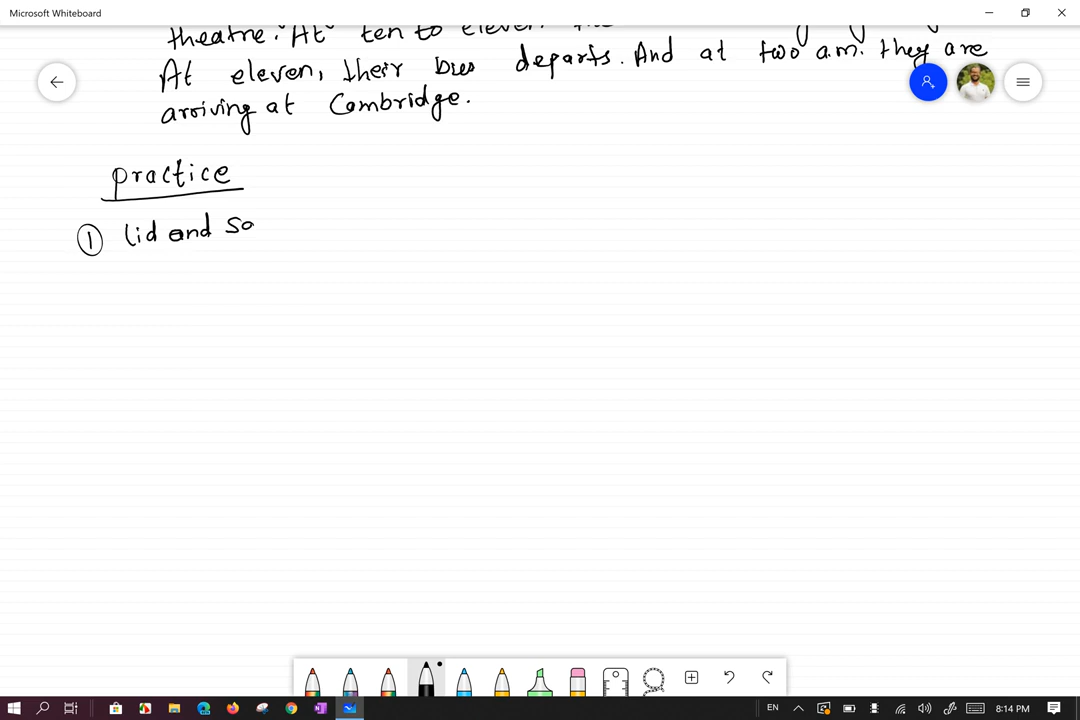 Microsoft Whiteboard
theatre. At ten to eleven
At eleven, their bus departs. And at two a.m. they are
arriving at Cambridge.
practice
1 lid and so
EN 8:14 PM